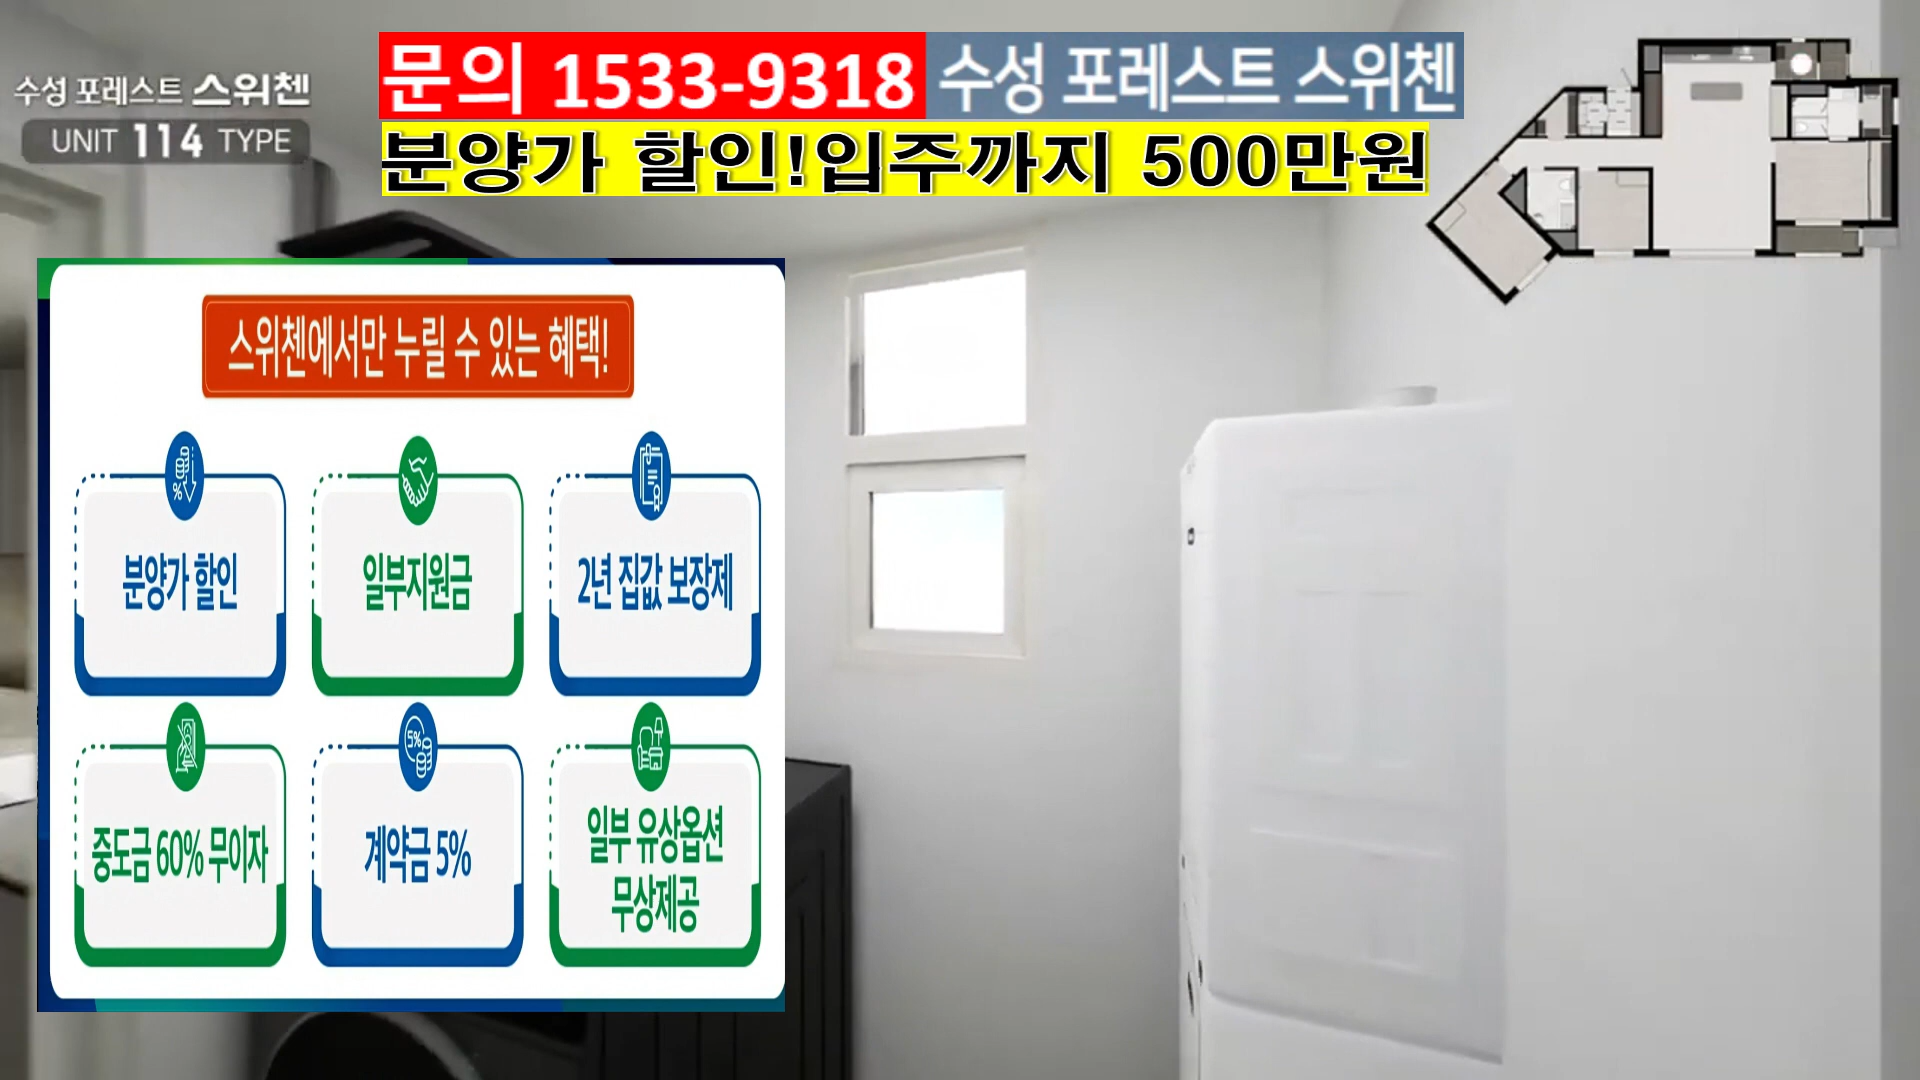 수성 포레스트 스위첸
UNIT 114 TYPE
문의 1533-9318 수성 포레스트 스위첸
분양가 할인!입주까지 500만원
스위첸에서만 누릴 수 있는 혜택!
%
분양가 할인
일부지원금
2년 집값 보장제
중도금 60% 무이자
5%
계약금 5%
일부 유상옵션
무상제공